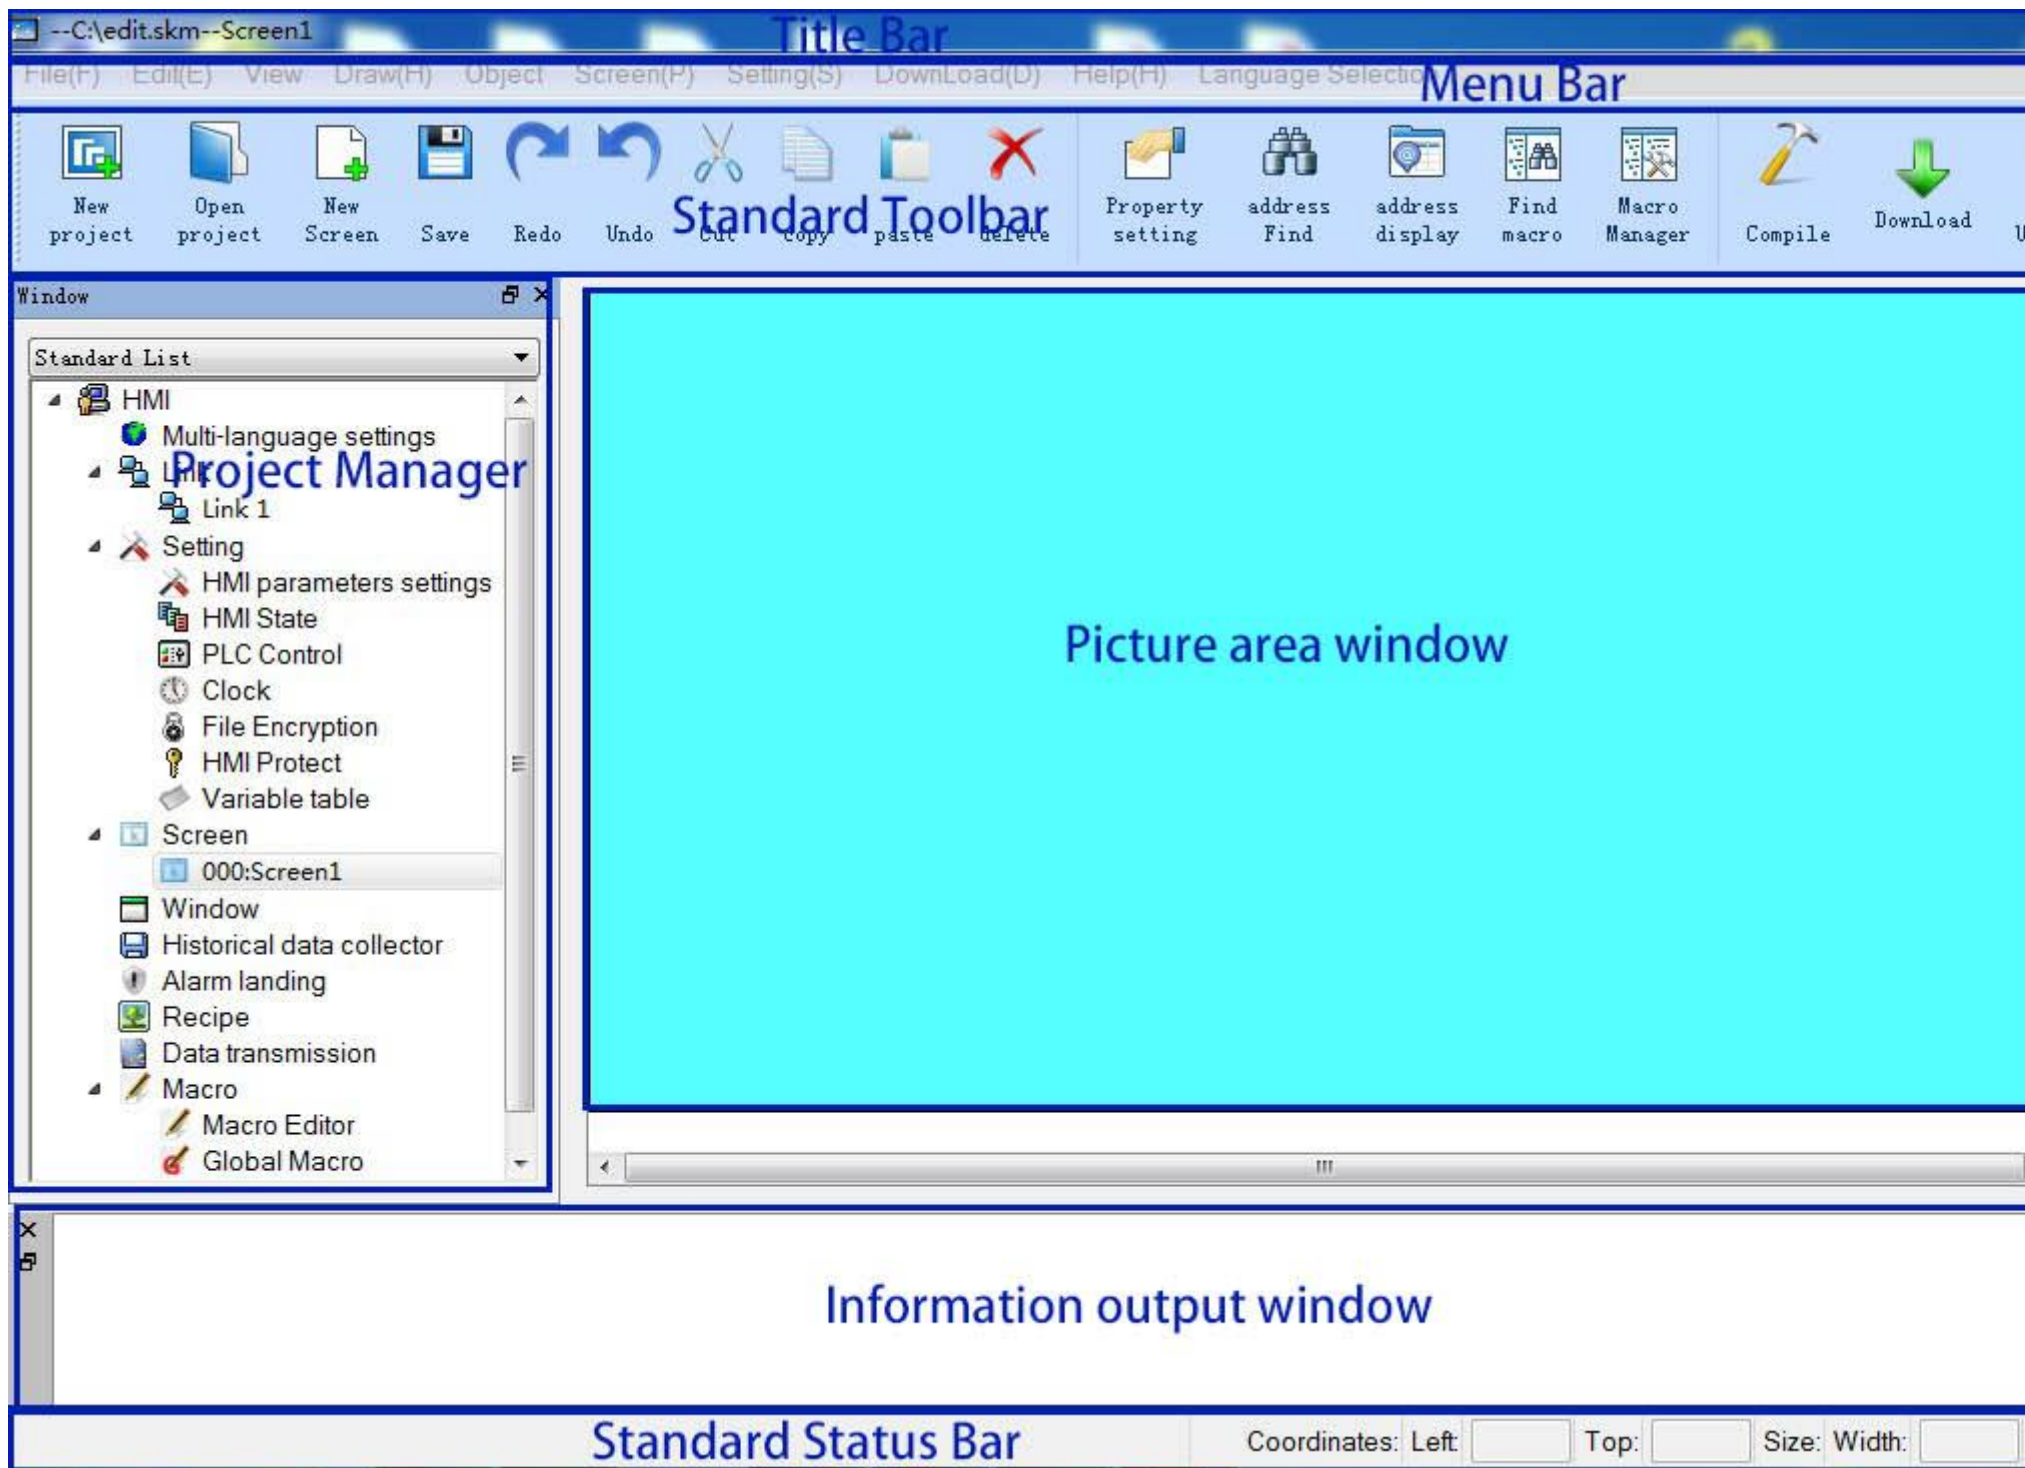 --C:\edit.skm--Screen1
Title Bar
File(F) Edit(E) View Draw(H) Object Screen(P) Setting(S) DownLoad(D) Help(H) Language Selection
Menu Bar
New project
Open project
New Screen
Save
Redo
Undo
Cut
copy
paste
delete
Property setting
address Find
address display
Find macro
Macro Manager
Compile
Download
Standard Toolbar
Window
Standard List
HMI
Multi-language settings
Link
Project Manager
Link 1
Setting
HMI parameters settings
HMI State
PLC Control
Clock
File Encryption
HMI Protect
Variable table
Screen
000:Screen1
Window
Historical data collector
Alarm landing
Recipe
Data transmission
Macro
Macro Editor
Global Macro
Picture area window
Information output window
Standard Status Bar
Coordinates: Left: Top: Size: Width: